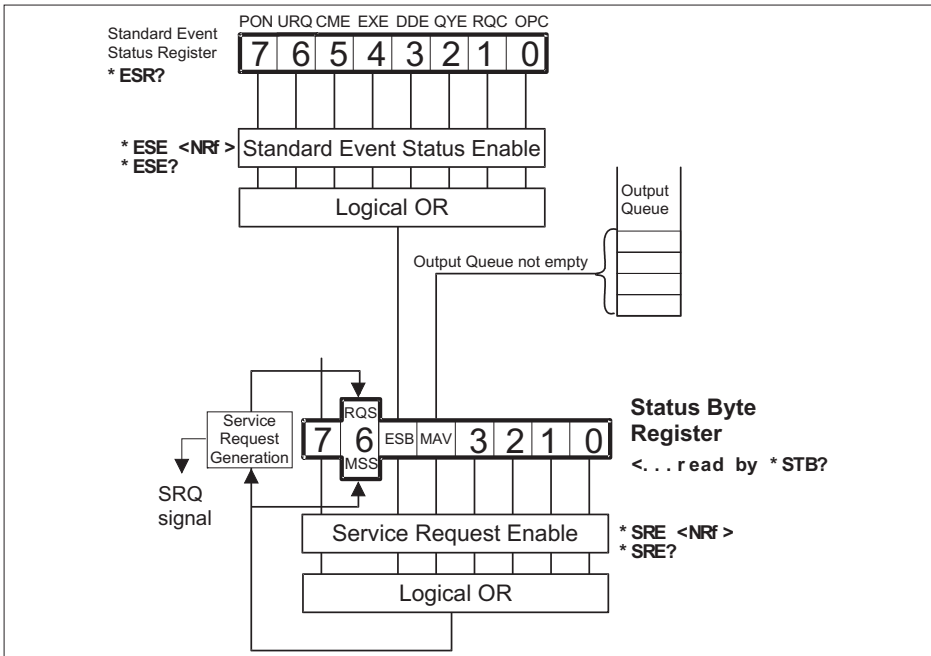 PON URQ CME EXE DDE QYE RQC OPC
Standard Event
Status Register
* ESR?
7 6 5 4 3 2 1 0
* ESE <NRf >
* ESE?
Standard Event Status Enable
Logical OR
Output
Queue
Output Queue not empty
Service
Request
Generation
SRQ
signal
RQS
7 6 ESB MAV 3 2 1 0
MSS
Status Byte
Register
<...read by * STB?
Service Request Enable
* SRE <NRf >
* SRE?
Logical OR